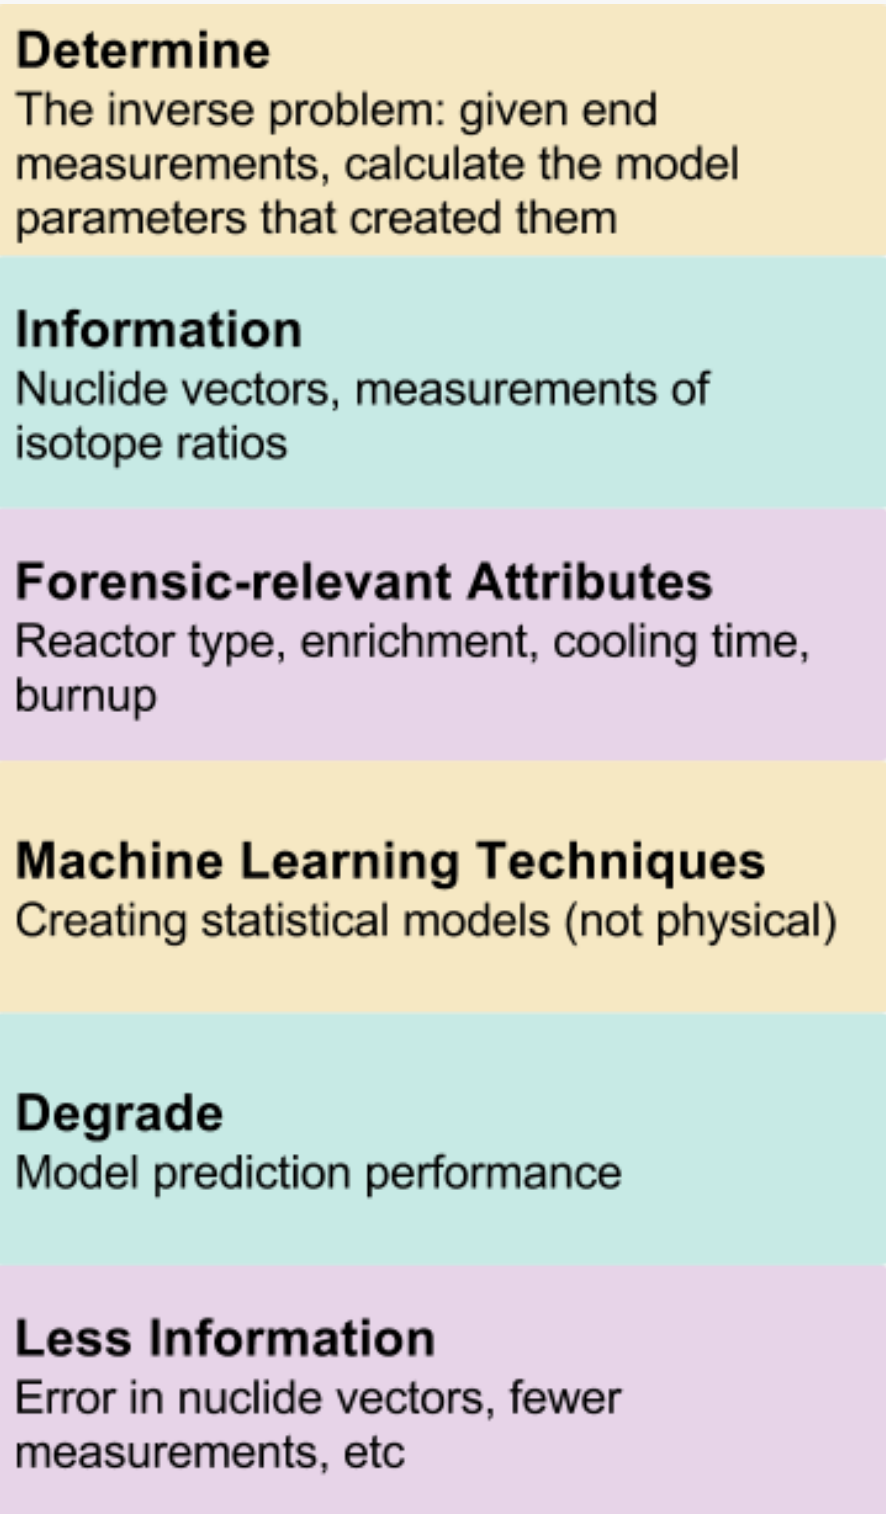 Determine
The inverse problem: given end
measurements, calculate the model
parameters that created them
Information
Nuclide vectors, measurements of
isotope ratios
Forensic-relevant Attributes
Reactor type, enrichment, cooling time,
burnup
Machine Learning Techniques
Creating statistical models (not physical)
Degrade
Model prediction performance
Less Information
Error in nuclide vectors, fewer
measurements, etc